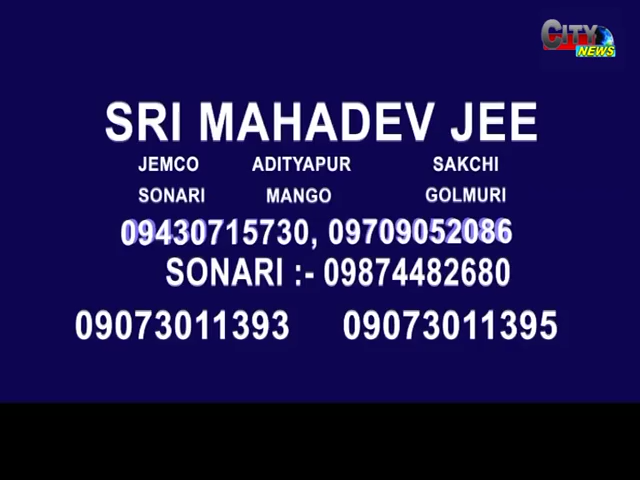 CITY
NEWS
SRI MAHADEV JEE
JEMCO ADITYAPUR SAKCHI
SONARI MANGO GOLMURI
09430715730, 09709052086
SONARI :- 09874482680
09073011393 09073011395